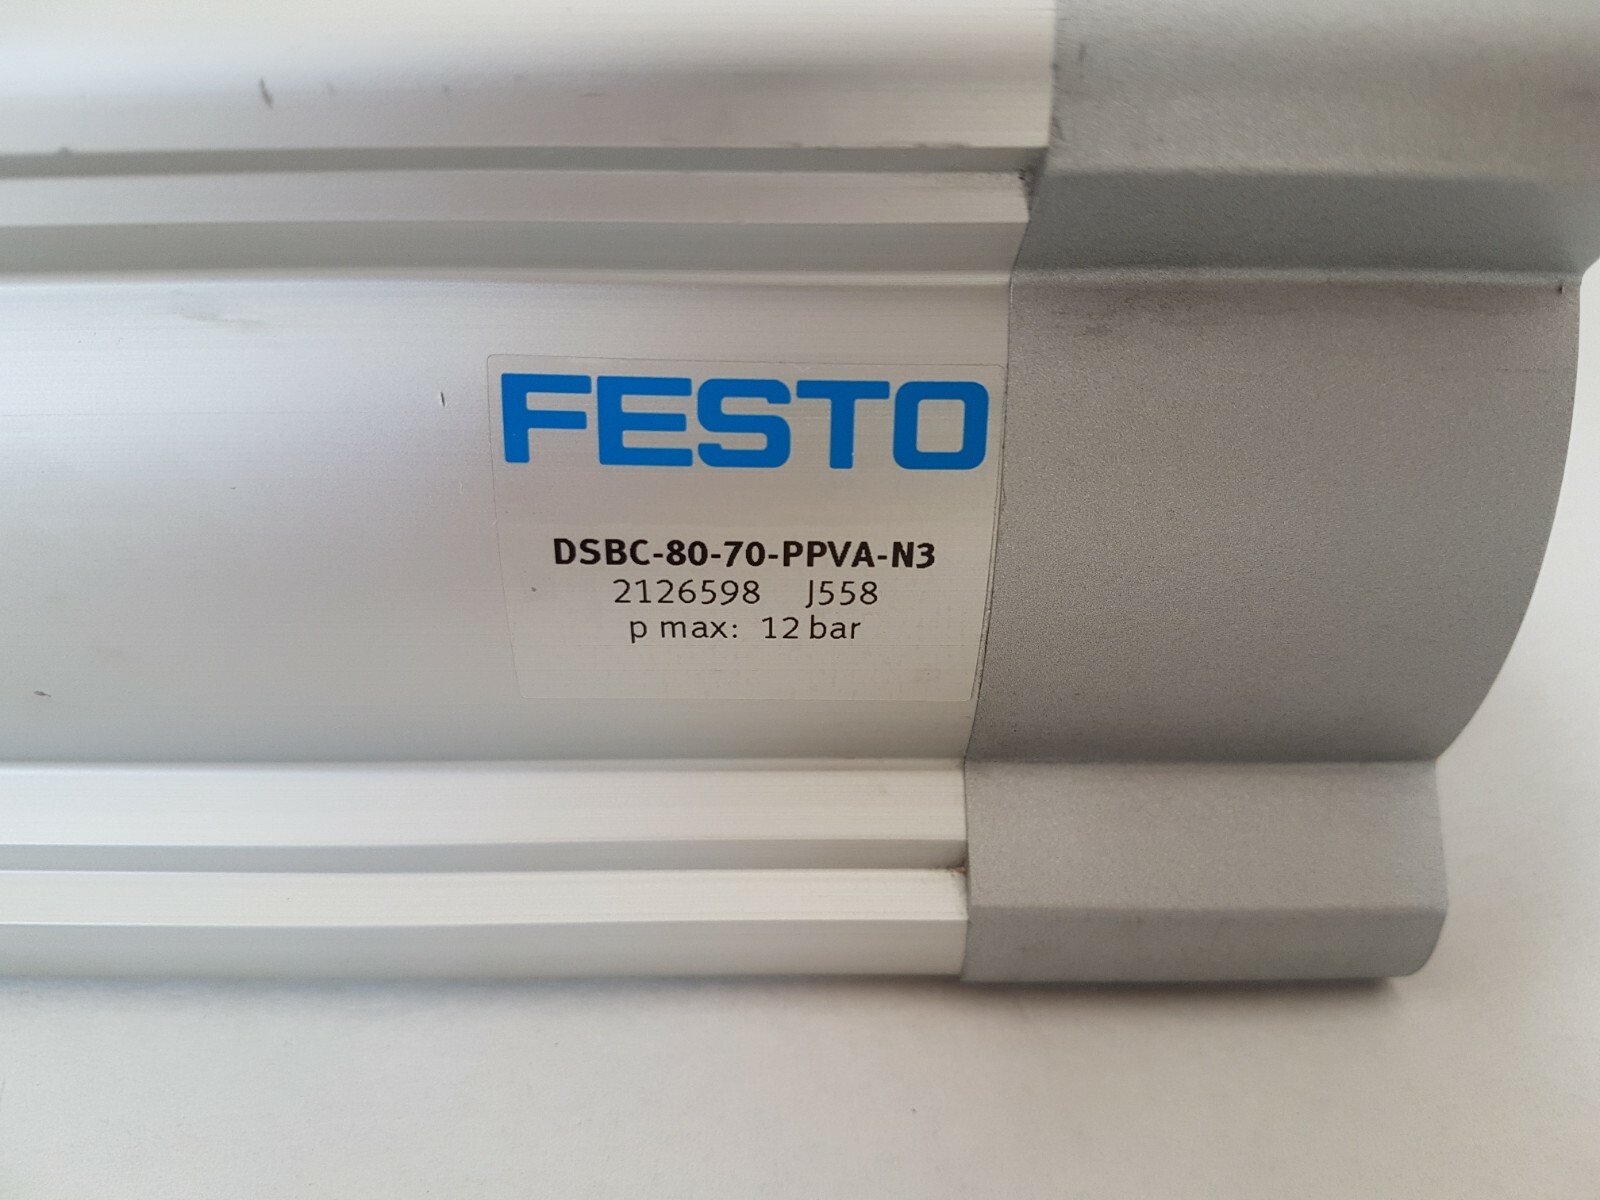 FESTO
DSBC-80-70-PPVA-N3
2126598 J558
p max: 12 bar